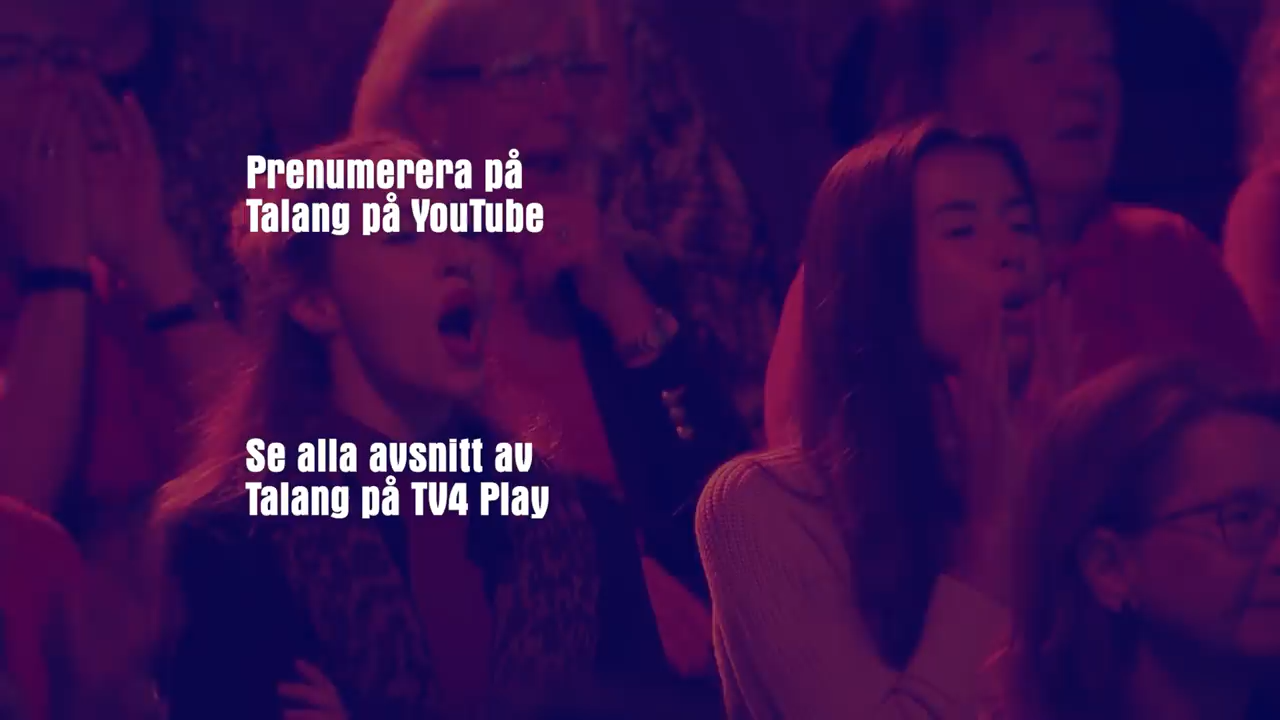 Prenumerera på
Talang på YouTube
Se alla avsnitt av
Talang på TV4 Play